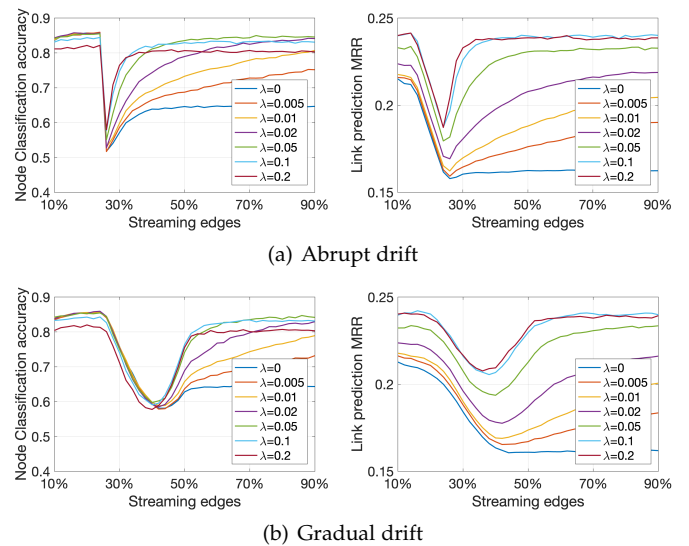 0.9
0.8
0.7
0.6
0.5
0.4
Node Classification accuracy
10% 30% 50% 70% 90%
Streaming edges
λ=0
λ=0.005
λ=0.01
λ=0.02
λ=0.05
λ=0.1
λ=0.2
0.25
0.2
0.15
Link prediction MRR
10% 30% 50% 70% 90%
Streaming edges
λ=0
λ=0.005
λ=0.01
λ=0.02
λ=0.05
λ=0.1
λ=0.2
(a) Abrupt drift
0.9
0.8
0.7
0.6
0.5
0.4
Node Classification accuracy
10% 30% 50% 70% 90%
Streaming edges
λ=0
λ=0.005
λ=0.01
λ=0.02
λ=0.05
λ=0.1
λ=0.2
0.25
0.2
0.15
Link prediction MRR
10% 30% 50% 70% 90%
Streaming edges
λ=0
λ=0.005
λ=0.01
λ=0.02
λ=0.05
λ=0.1
λ=0.2
(b) Gradual drift